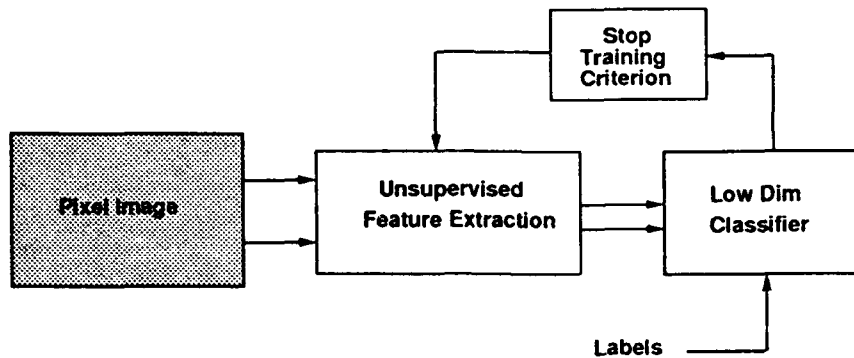 Stop
Training
Criterion
Pixel Image
Unsupervised
Feature Extraction
Low Dim
Classifier
Labels